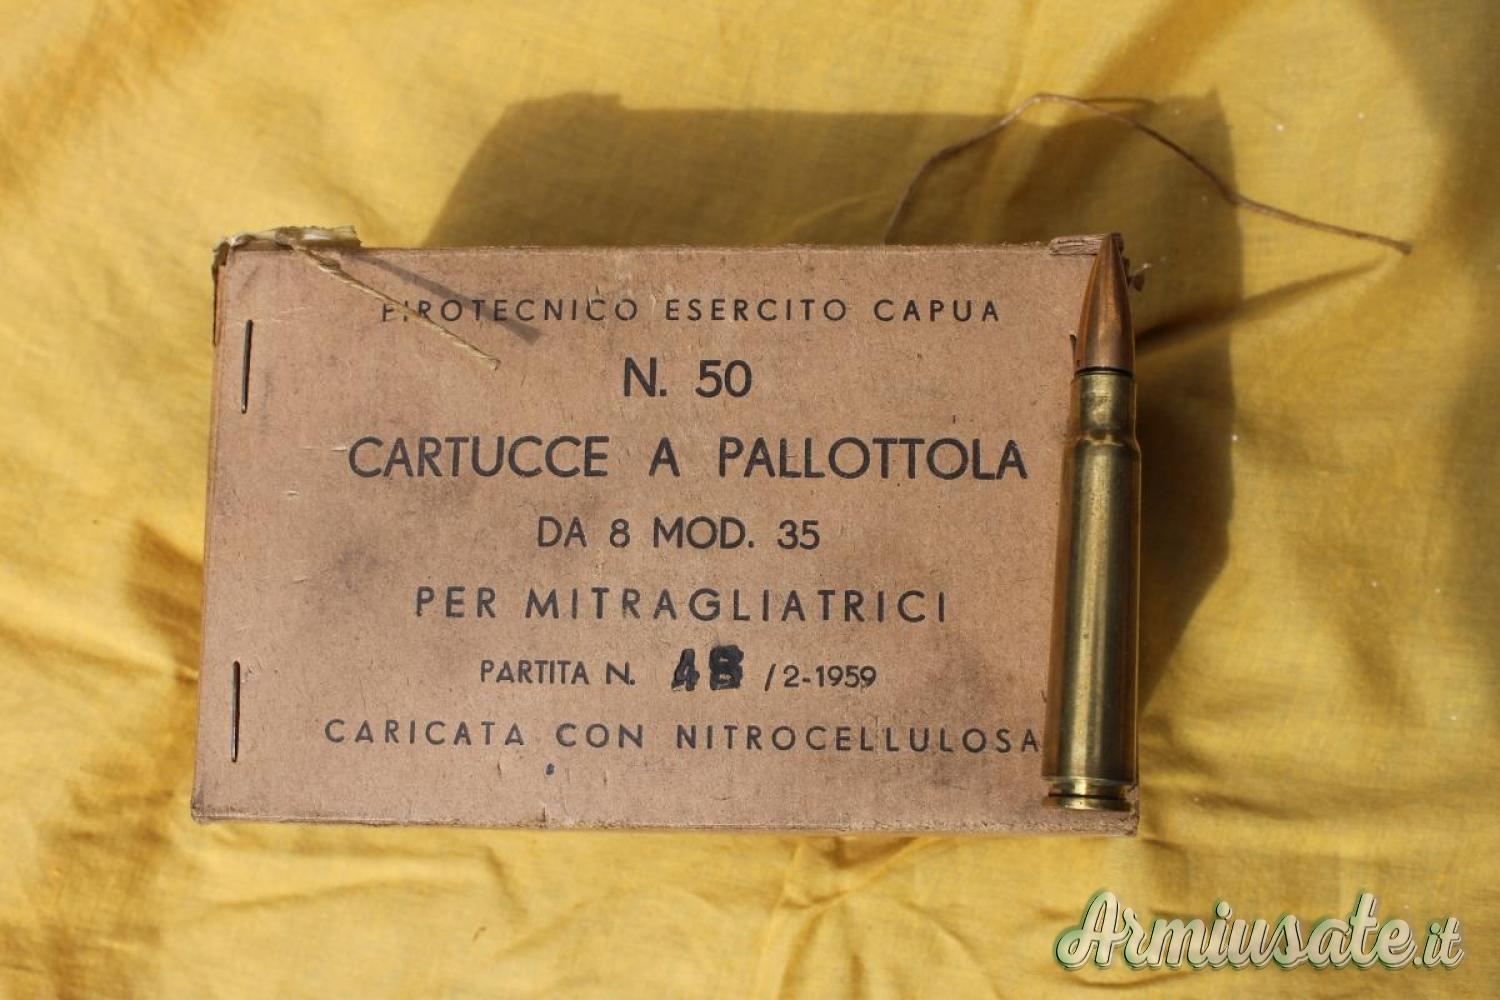 PIROTECNICO ESERCITO CAPUA
N. 50
CARTUCCE A PALLOTTOLA
DA 8 MOD. 35
PER MITRAGLIATRICI
PARTITA N. 48 / 2-1959
CARICATA CON NITROCELLULOSA
Armiusate.it